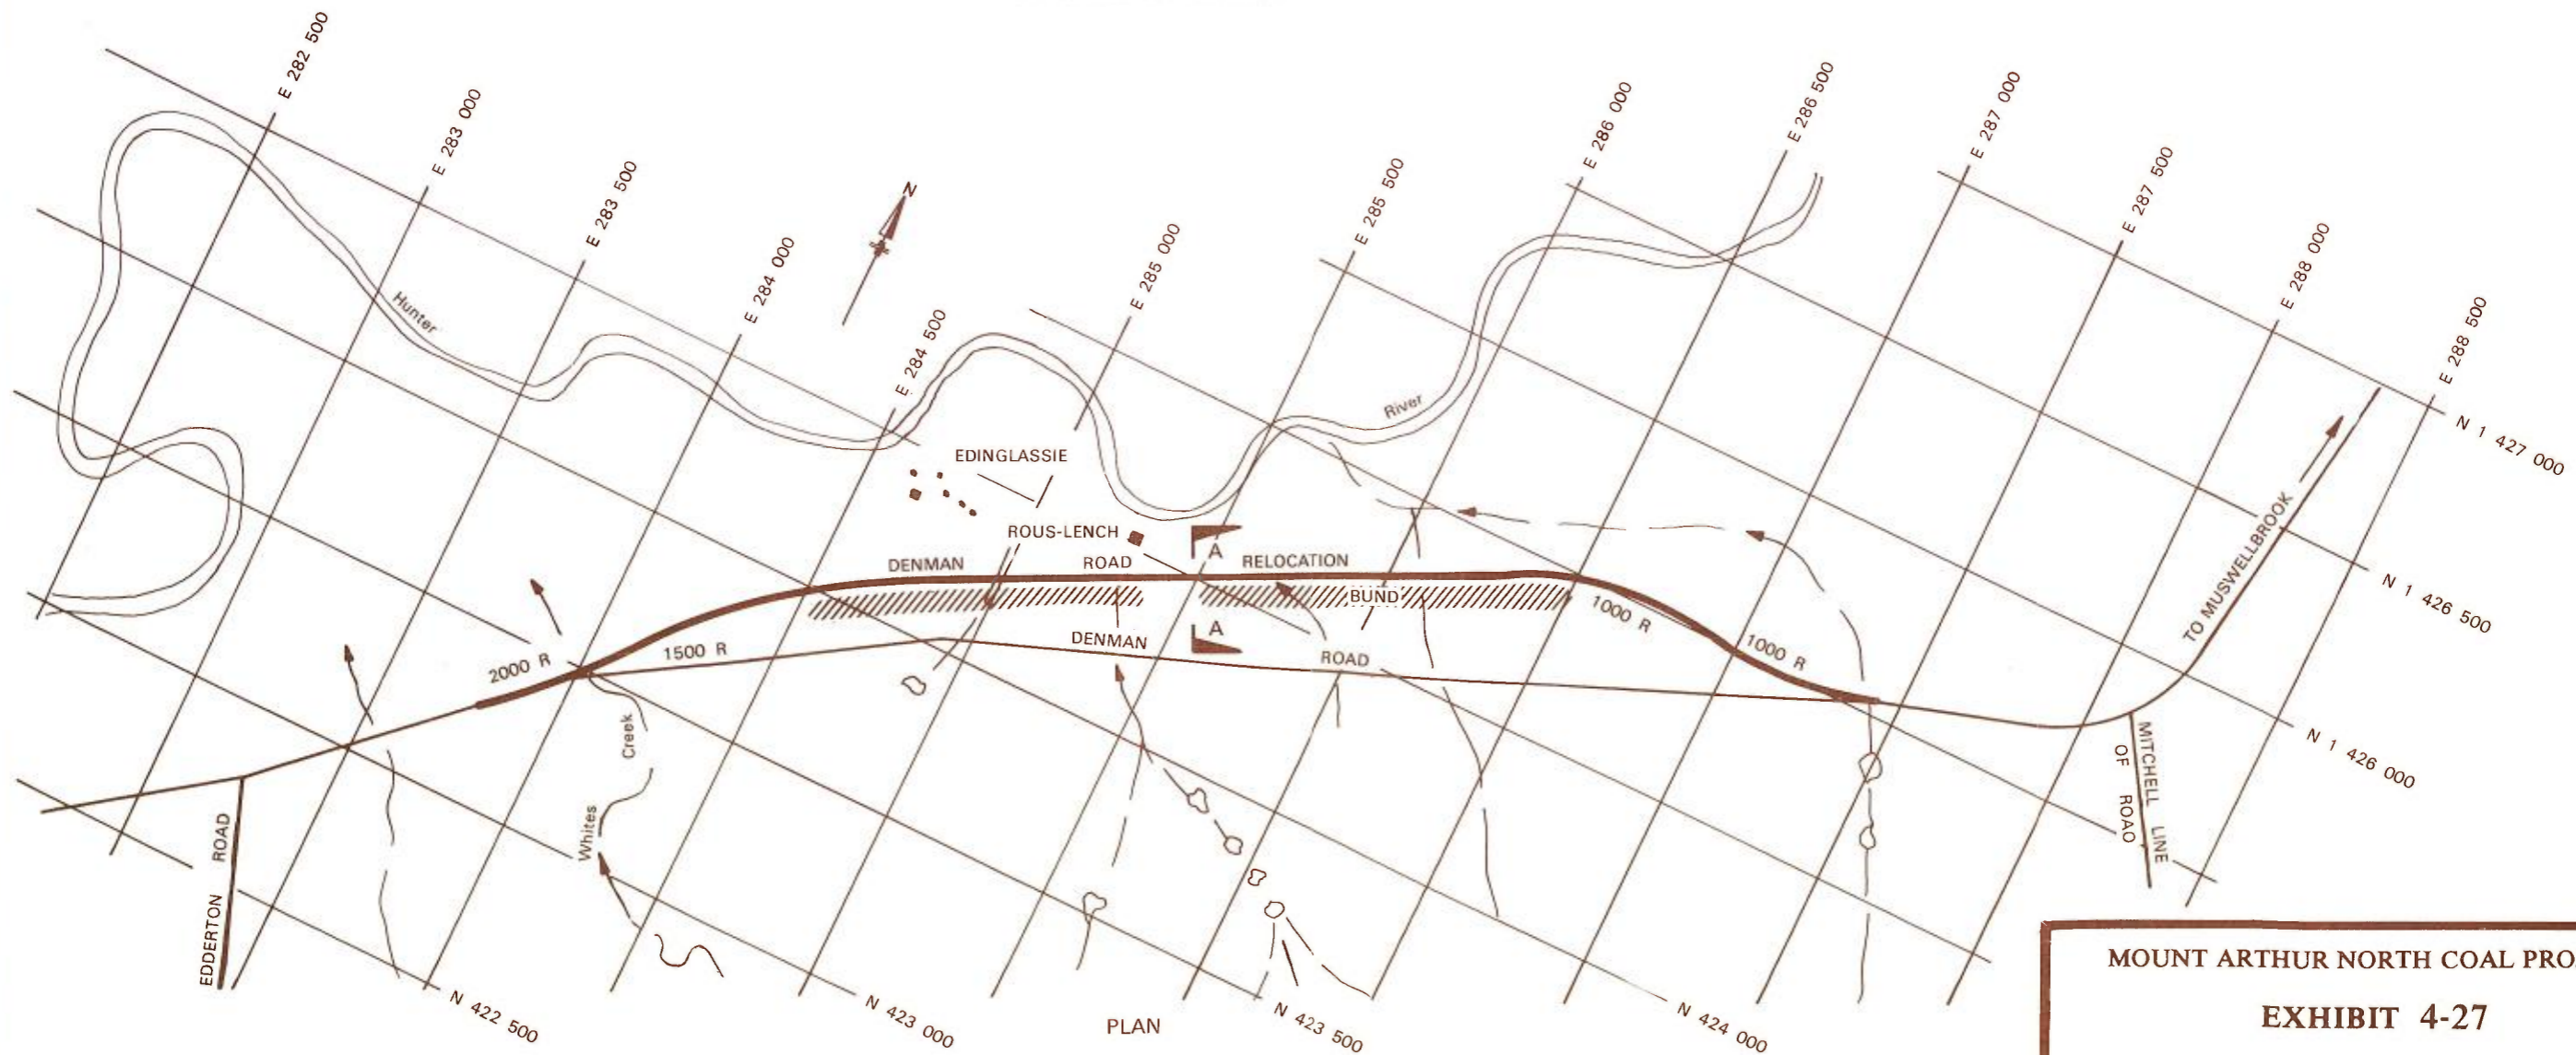 E 282 500
E 283 000
E 283 500
E 284 000
E 284 500
E 285 000
E 285 500
E 286 000
E 286 500
E 287 000
E 287 500
E 288 000
E 288 500
N
Hunter
River
EDINGLASSIE
ROUS-LENCH
A
DENMAN ROAD RELOCATION
BUND
A
DENMAN ROAD
2000 R
1500 R
1000 R
1000 R
TO MUSWELLBROOK
Whites Creek
EDDERTON ROAD
MITCHELL LINE
OF ROAD
N 1 427 000
N 1 426 500
N 1 426 000
N 422 500
N 423 000
N 423 500
N 424 000
PLAN
MOUNT ARTHUR NORTH COAL PRO
EXHIBIT 4-27